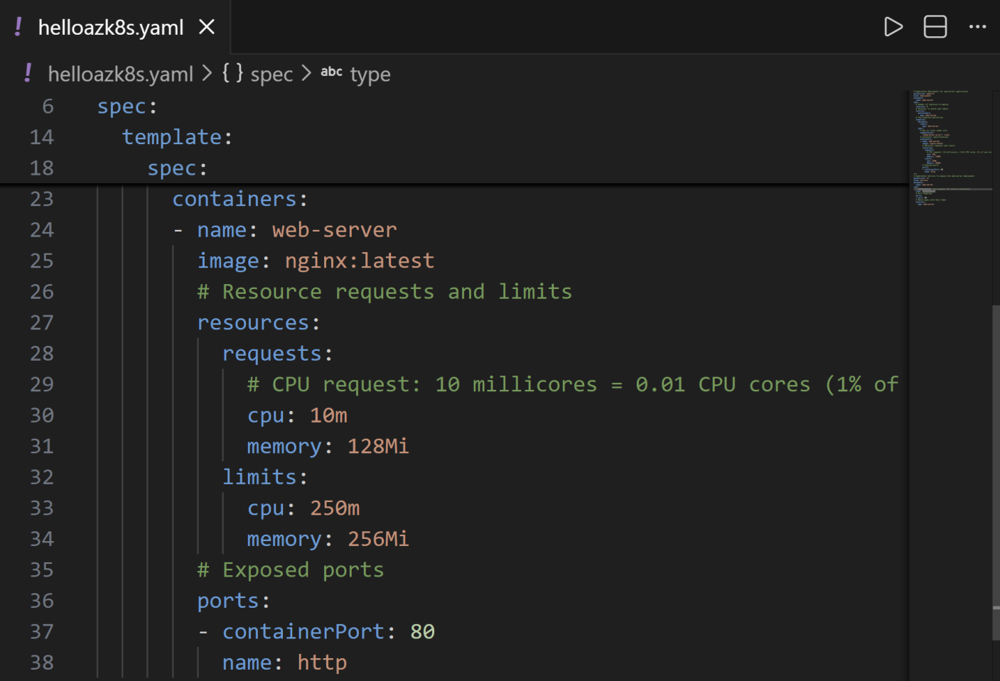 ! helloazk8s.yaml
! helloazk8s.yaml > { } spec > abc type
6 spec:
14 template:
18 spec:
23 containers:
24 - name: web-server
25 image: nginx:latest
26 # Resource requests and limits
27 resources:
28 requests:
29 # CPU request: 10 millicores = 0.01 CPU cores (1% of
30 cpu: 10m
31 memory: 128Mi
32 limits:
33 cpu: 250m
34 memory: 256Mi
35 # Exposed ports
36 ports:
37 - containerPort: 80
38 name: http